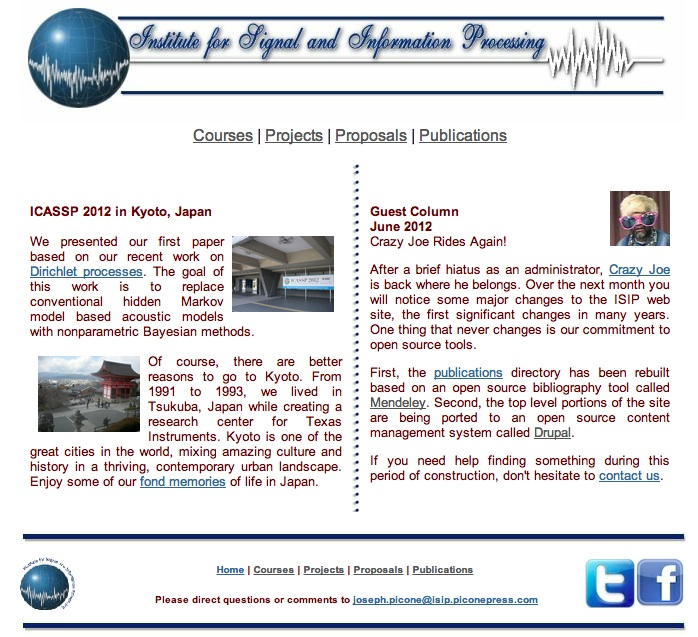 Institute for Signal and Information Processing
Courses | Projects | Proposals | Publications
ICASSP 2012 in Kyoto, Japan
We presented our first paper
based on our recent work on
Dirichlet processes. The goal of
this work is to replace
conventional hidden Markov
model based acoustic models
with nonparametric Bayesian methods.
ICASSP 2012
Of course, there are better
reasons to go to Kyoto. From
1991 to 1993, we lived in
Tsukuba, Japan while creating a
research center for Texas
Instruments. Kyoto is one of the
great cities in the world, mixing amazing culture and
history in a thriving, contemporary urban landscape.
Enjoy some of our fond memories of life in Japan.
Guest Column
June 2012
Crazy Joe Rides Again!
After a brief hiatus as an administrator, Crazy Joe
is back where he belongs. Over the next month you
will notice some major changes to the ISIP web
site, the first significant changes in many years.
One thing that never changes is our commitment to
open source tools.
First, the publications directory has been rebuilt
based on an open source bibliography tool called
Mendeley. Second, the top level portions of the site
are being ported to an open source content
management system called Drupal.
If you need help finding something during this
period of construction, don't hesitate to contact us.
Home | Courses | Projects | Proposals | Publications
Please direct questions or comments to joseph.picone@isip.piconepress.com